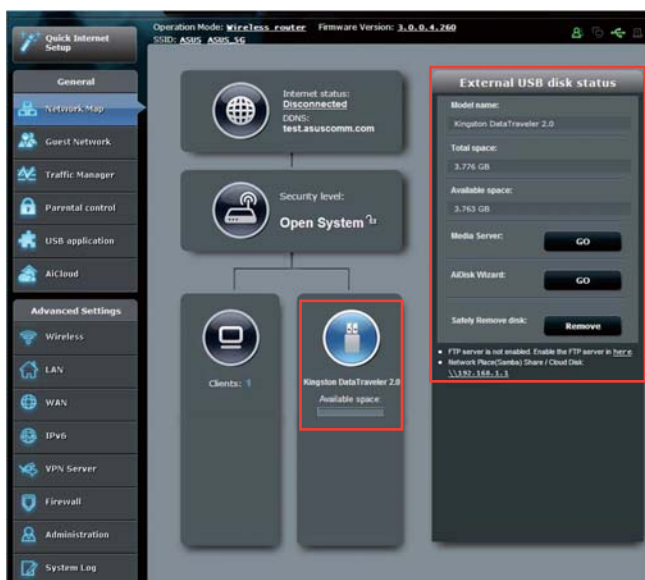 Quick Internet
Setup
Operation Mode: Wireless router Firmware Version: 3.0.0.4.260
SSID: ASUS ASUS_5G
General
Network Map
Guest Network
Traffic Manager
Parental control
USB application
AiCloud
Advanced Settings
Wireless
LAN
WAN
IPv6
VPN Server
Firewall
Administration
System Log
Internet status:
Disconnected
DDNS:
test.asuscomm.com
Security level:
Open System
Clients: 1
Kingston DataTraveler 2.0
Available space:
External USB disk status
Model name:
Kingston DataTraveler 2.0
Total space:
3.776 GB
Available space:
3.763 GB
Media Server:
GO
AiDisk Wizard:
GO
Safely Remove disk:
Remove
• FTP server is not enabled. Enable the FTP server in here.
• Network Place(Samba) Share / Cloud Disk:
\\192.168.1.1